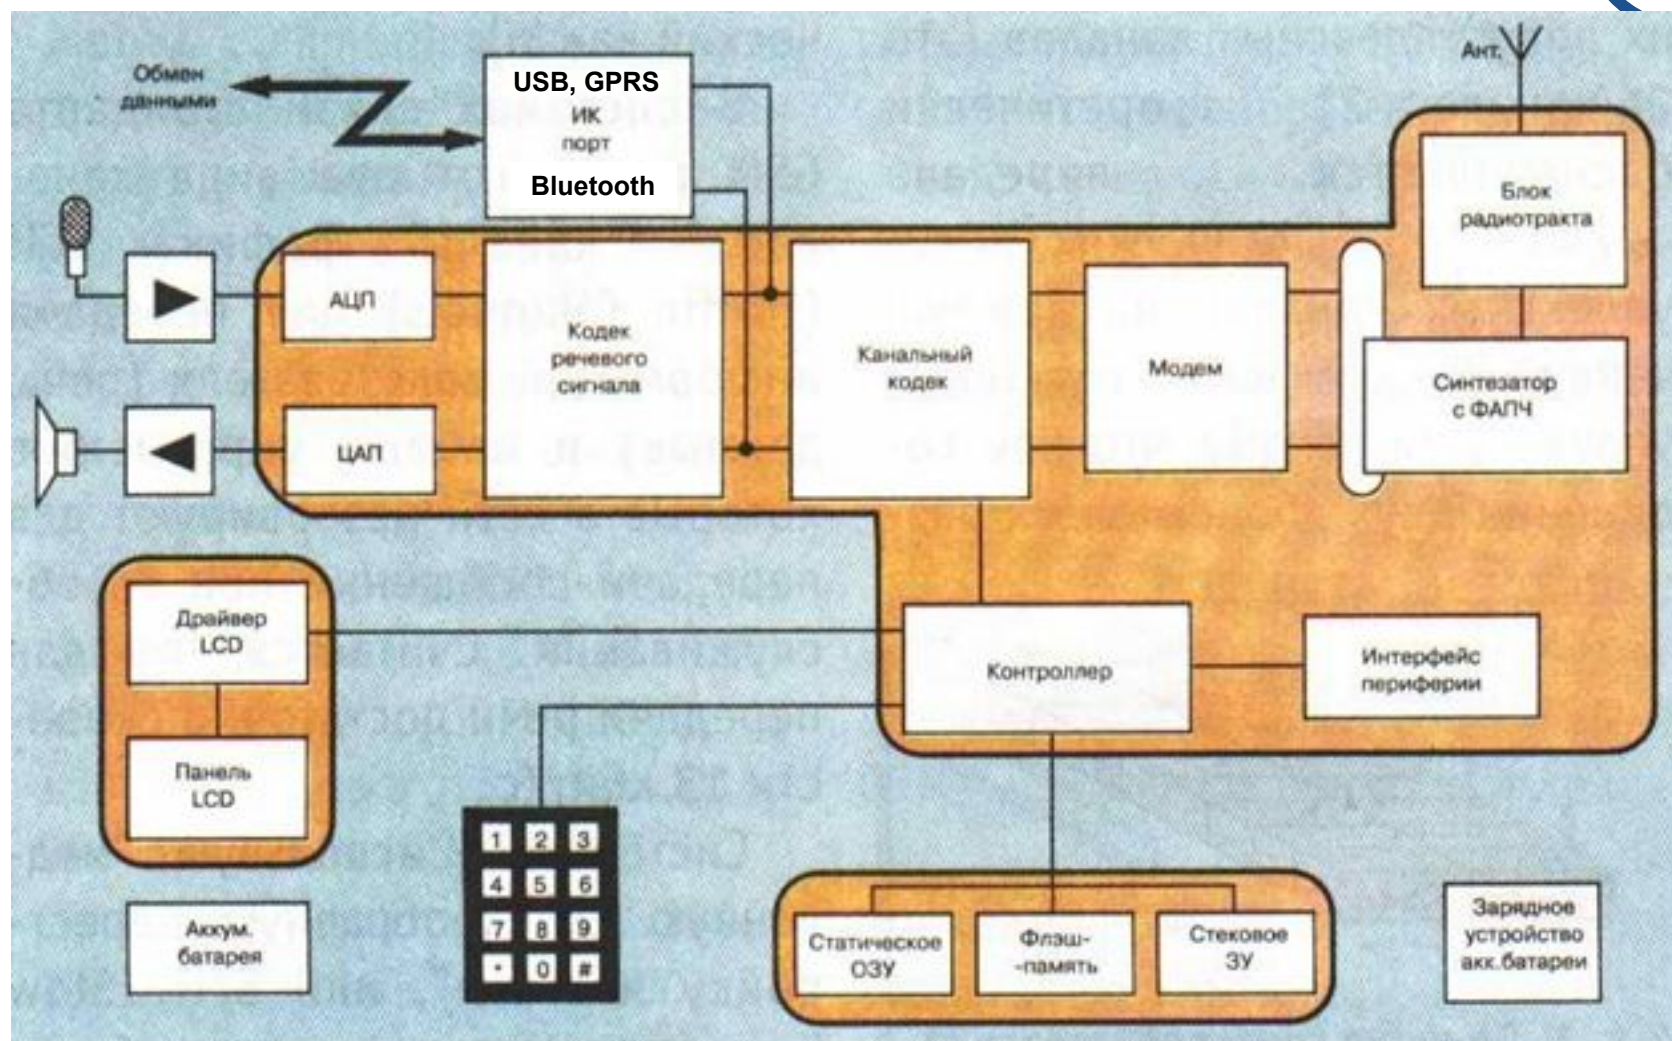 Обмен
данными
USB, GPRS
ИК
порт
Bluetooth
Ант.
Блок
радиотракта
АЦП
Кодек
речевого
сигнала
Канальный
кодек
Модем
Синтезатор
с ФАПЧ
ЦАП
Драйвер
LCD
Панель
LCD
Контроллер
Интерфейс
периферии
1 2 3
4 5 6
7 8 9
* 0 #
Аккум.
батарея
Статическое
ОЗУ
Флэш-
-память
Стековое
ЗУ
Зарядное
устройство
акк.батареи